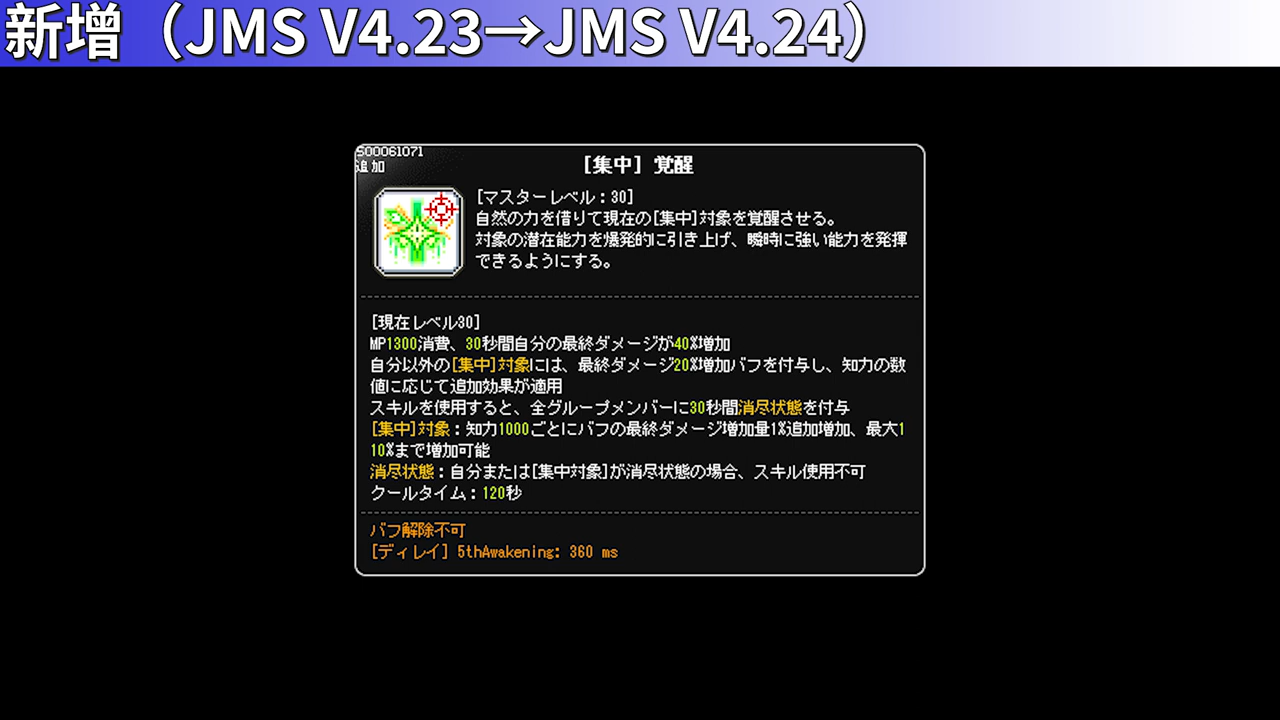 新增（JMS V4.23→JMS V4.24）
S00061071
追加
[集中] 覚醒
[マスターレベル：30]
自然の力を借りて現在の[集中]対象を覚醒させる。
対象の潜在能力を爆発的に引き上げ、瞬時に強い能力を発揮
できるようにする。
[現在レベル30]
MP1300消費、30秒間自分の最終ダメージが40%増加
自分以外の[集中]対象には、最終ダメージ20%増加バフを付与し、知力の数
値に応じて追加効果が適用
スキルを使用すると、全グループメンバーに30秒間消尽状態を付与
[集中]対象：知力1000ごとにバフの最終ダメージ増加量1%追加増加、最大1
10%まで増加可能
消尽状態：自分または[集中対象]が消尽状態の場合、スキル使用不可
クールタイム：120秒
バフ解除不可
[ディレイ] 5thAwakening: 360 ms